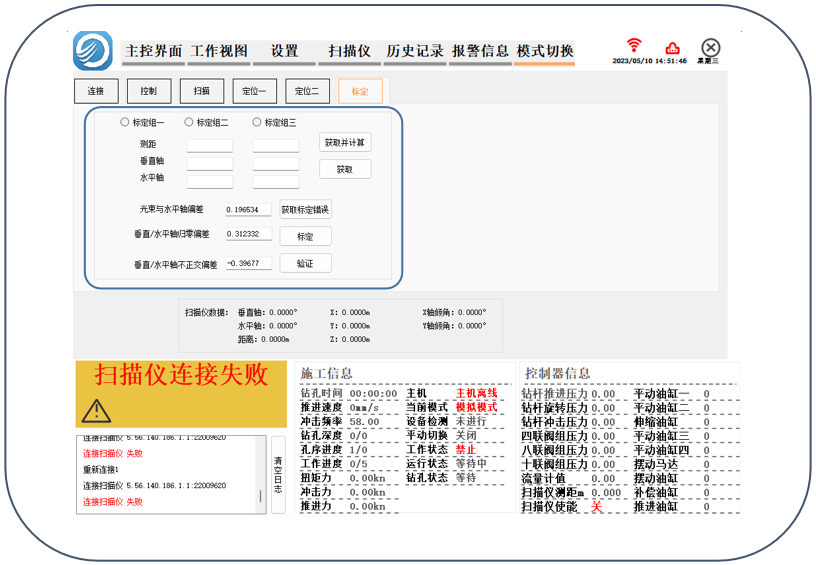 主控界面 工作视图 设置 扫描仪 历史记录 报警信息 模式切换
2023/05/10 14:51:46 星期三
连接 控制 扫描 定位一 定位二 标定
标定组一 标定组二 标定组三
测距 获取并计算
垂直轴 获取
水平轴
光束与水平轴偏差 0.196534 获取标定错误
垂直/水平轴归零偏差 0.312332 标定
垂直/水平轴不正交偏差 -0.39677 验证
扫描仪数据: 垂直轴: 0.0000° X: 0.0000m X轴倾角: 0.0000°
水平轴: 0.0000° Y: 0.0000m Y轴倾角: 0.0000°
距离: 0.0000m Z: 0.0000m
扫描仪连接失败
连接扫描仪 5.56.140.186.1.1:22009620
连接扫描仪 失败
重新连接:
连接扫描仪 5.56.140.186.1.1:22009620
连接扫描仪 失败
清空日志
施工信息
钻孔时间 00:00:00 主机 主机离线
推进速度 0mm/s 当前模式 模拟模式
冲击频率 58.00 设备检测 未进行
钻孔深度 0/0 平动切换 关闭
孔序进度 1/0 工作状态 禁止
工作进度 0/5 运行状态 等待中
扭矩力 0.00kn 钻孔状态 等待
冲击力 0.00kn
推进力 0.00kn
控制器信息
钻杆推进压力 0.00 平动油缸一 0
钻杆旋转压力 0.00 平动油缸二 0
钻杆冲击压力 0.00 伸缩油缸 0
四联阀组压力 0.00 平动油缸三 0
八联阀组压力 0.00 平动油缸四 0
十联阀组压力 0.00 摆动马达 0
流量计值 0.00 摆动油缸 0
扫描仪测距m 0.000 补偿油缸 0
扫描仪使能 关 推进油缸 0